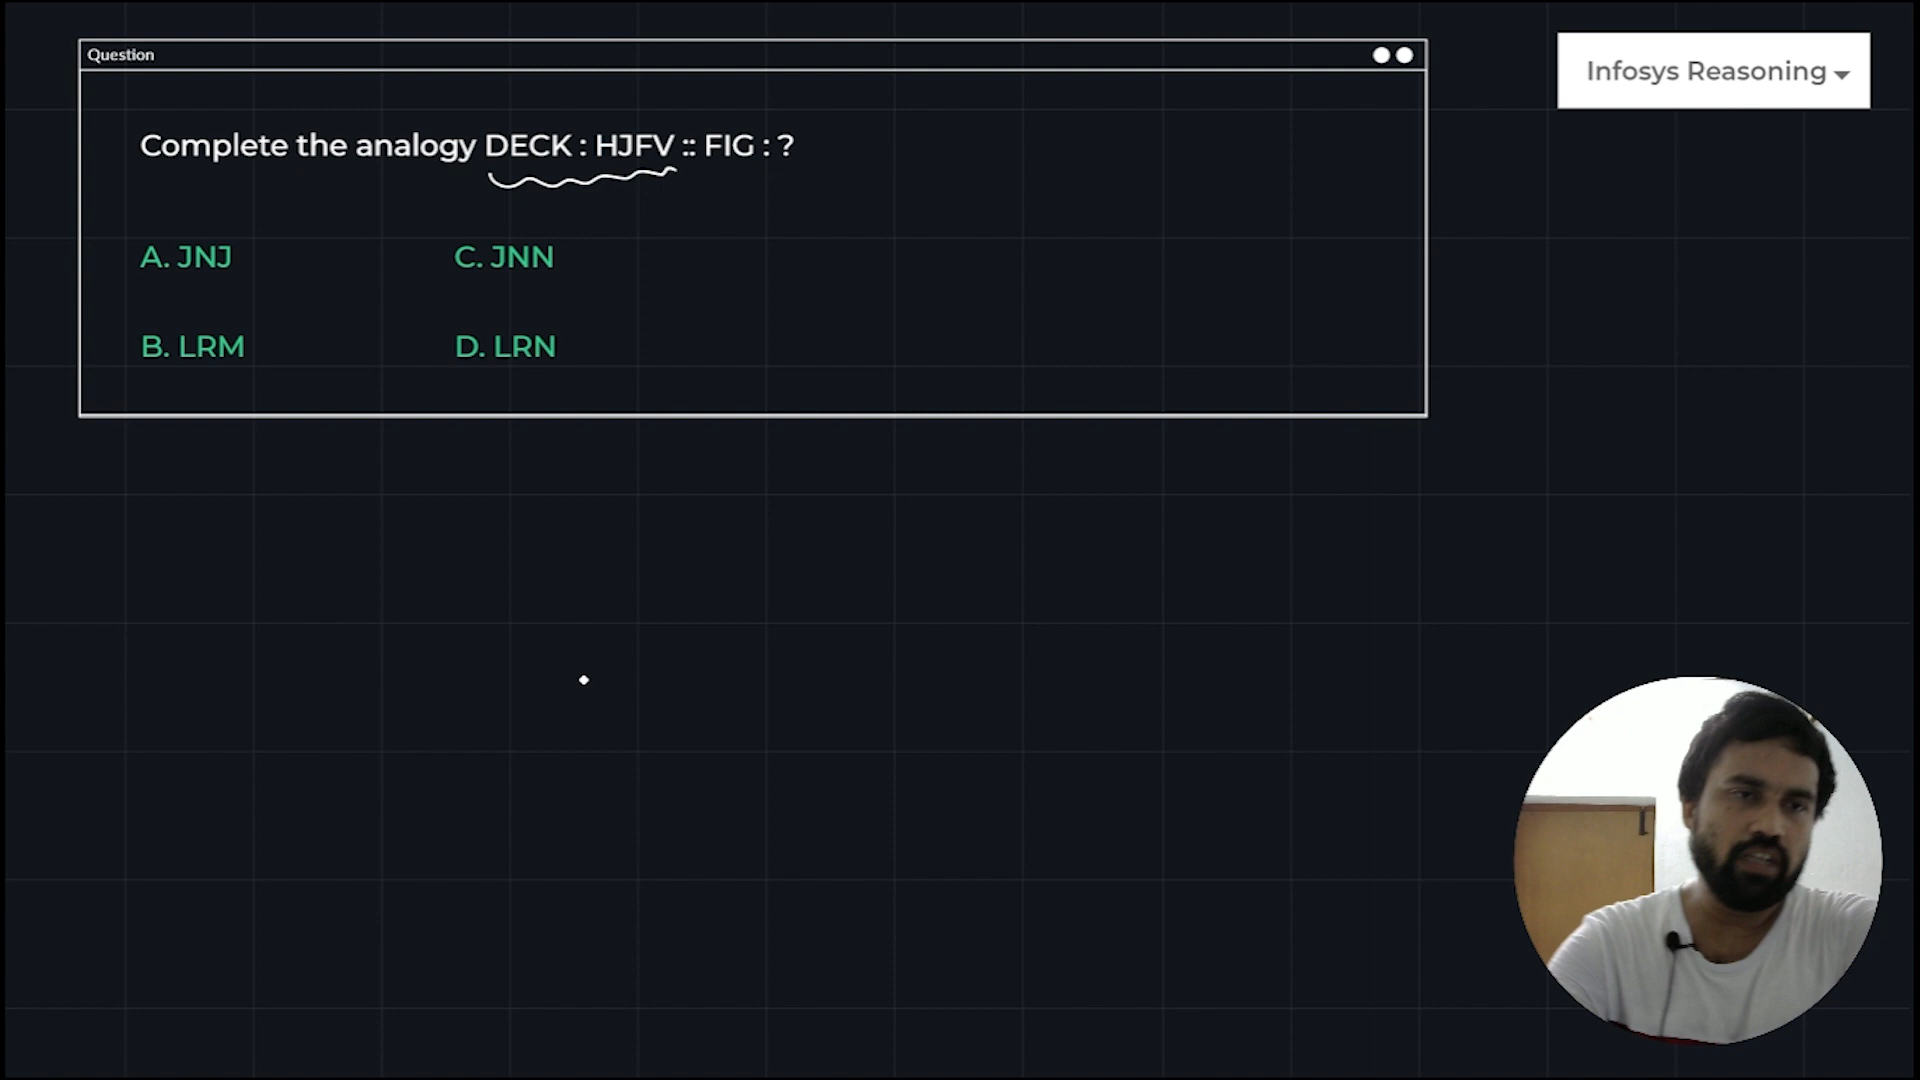 Question
Infosys Reasoning
Complete the analogy DECK : HJFV :: FIG : ?
A. JNJ
C. JNN
B. LRM
D. LRN